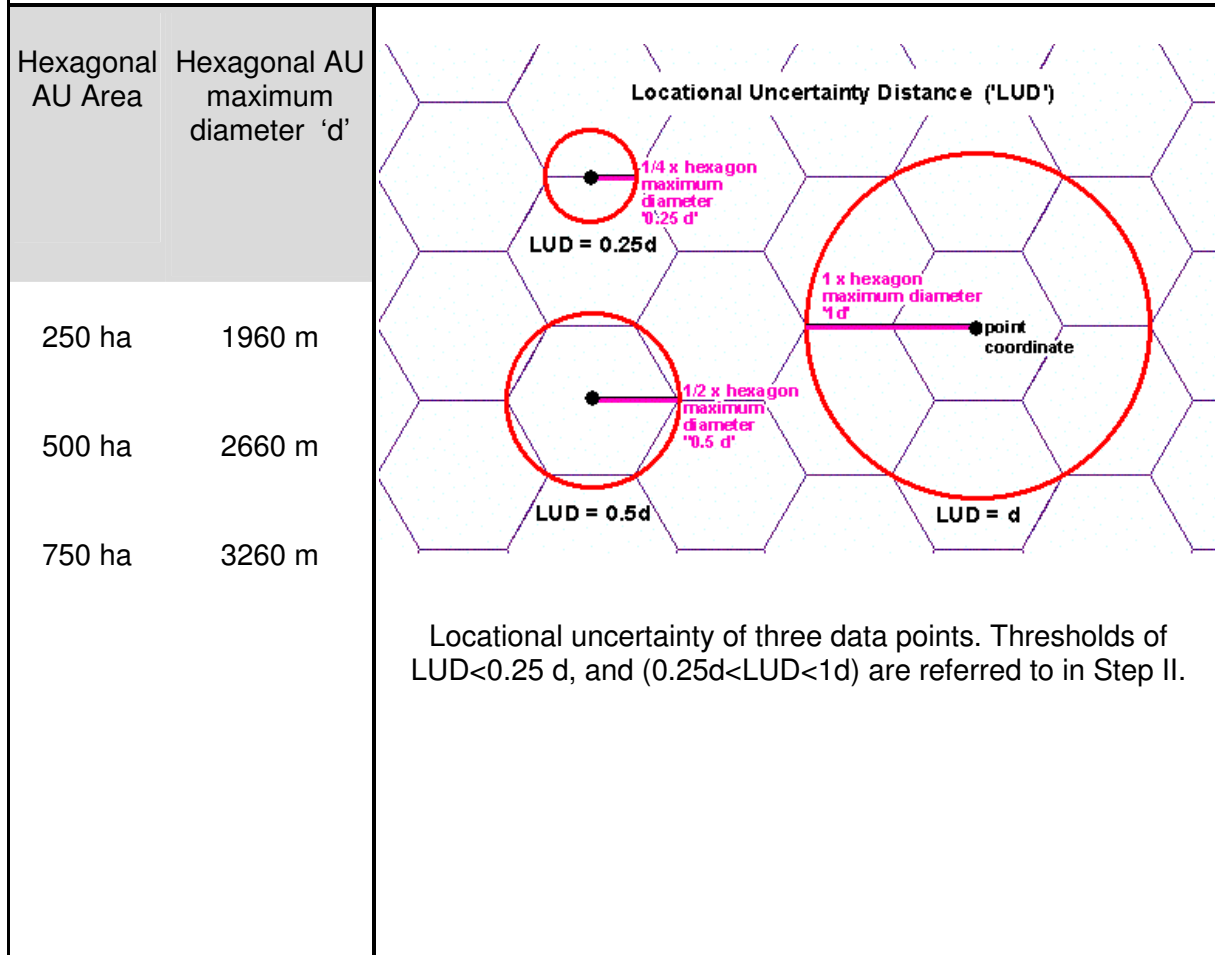 Hexagonal
AU Area
Hexagonal AU
maximum
diameter ‘d’
250 ha 1960 m
500 ha 2660 m
750 ha 3260 m
Locational Uncertainty Distance ('LUD')
1/4 x hexagon
maximum
diameter
'0.25 d'
LUD = 0.25d
1 x hexagon
maximum diameter
'1d'
point
coordinate
1/2 x hexagon
maximum
diameter
"0.5 d'
LUD = 0.5d
LUD = d
Locational uncertainty of three data points. Thresholds of
LUD<0.25 d, and (0.25d<LUD<1d) are referred to in Step II.